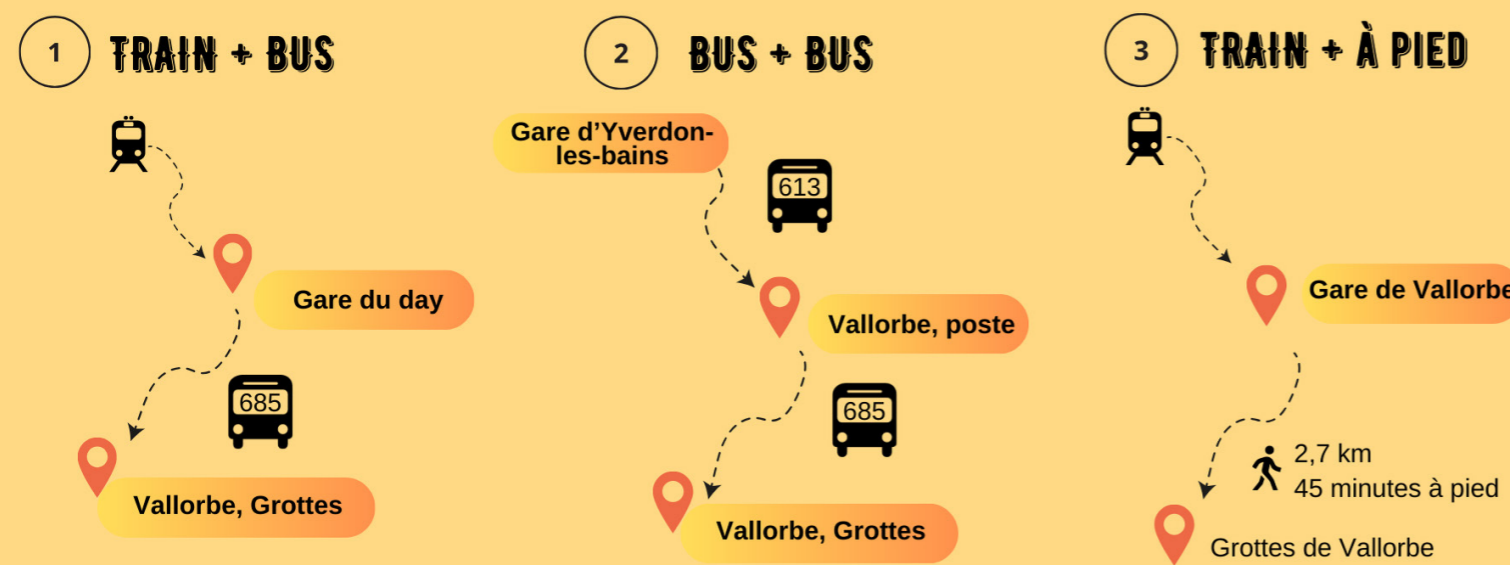 1 TRAIN + BUS
Gare du day
685
Vallorbe, Grottes
2 BUS + BUS
Gare d'Yverdon-
les-bains
613
Vallorbe, poste
685
Vallorbe, Grottes
3 TRAIN + À PIED
Gare de Vallorbe
2,7 km
45 minutes à pied
Grottes de Vallorbe